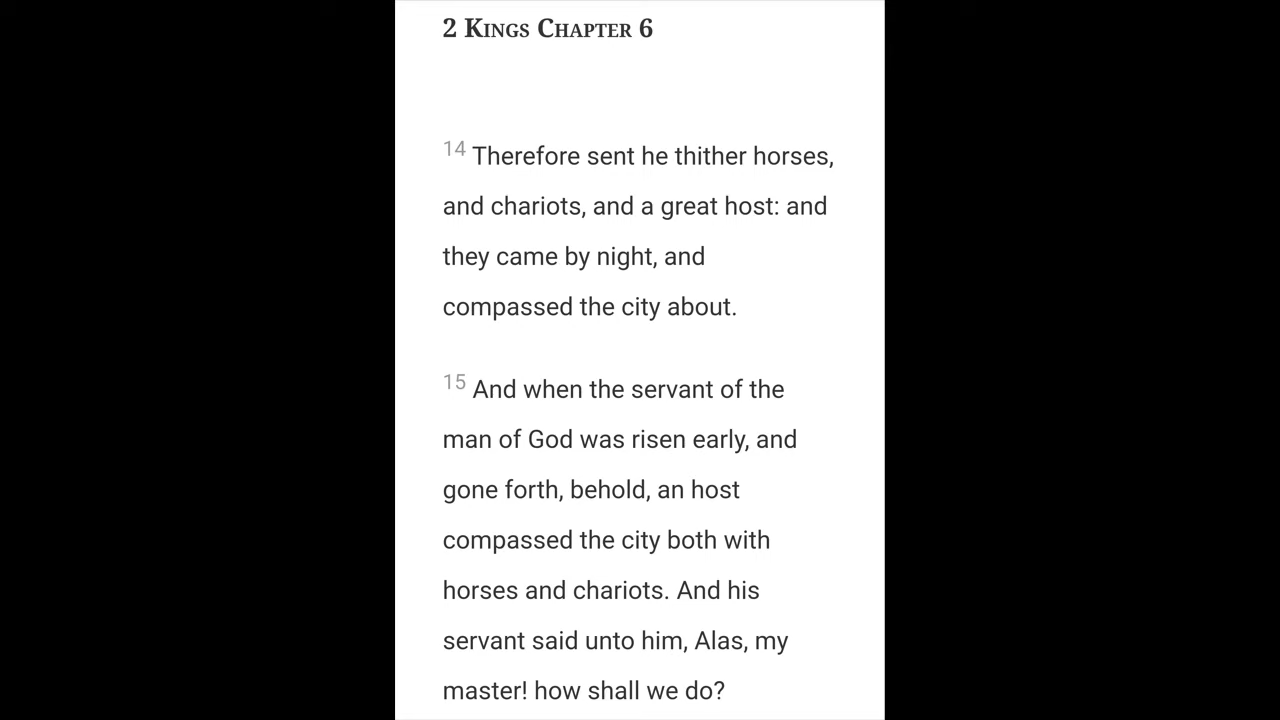 2 Kings Chapter 6
14 Therefore sent he thither horses,
and chariots, and a great host: and
they came by night, and
compassed the city about.
15 And when the servant of the
man of God was risen early, and
gone forth, behold, an host
compassed the city both with
horses and chariots. And his
servant said unto him, Alas, my
master! how shall we do?